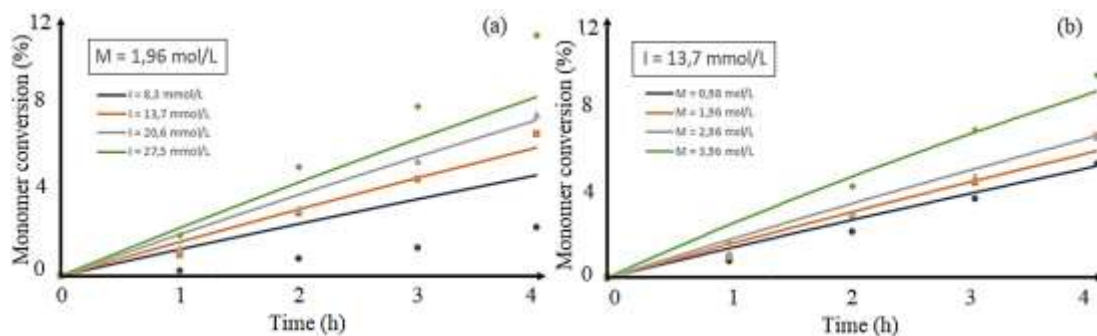 12
(a)
M = 1,96 mol/L
I = 8,3 mmol/L
I = 13,7 mmol/L
I = 20,6 mmol/L
I = 27,5 mmol/L
8
4
0
Monomer conversion (%)
0 1 2 3 4
Time (h)
12
(b)
I = 13,7 mmol/L
M = 0,98 mol/L
M = 1,96 mol/L
M = 2,96 mol/L
M = 3,96 mol/L
8
4
0
Monomer conversion (%)
0 1 2 3 4
Time (h)